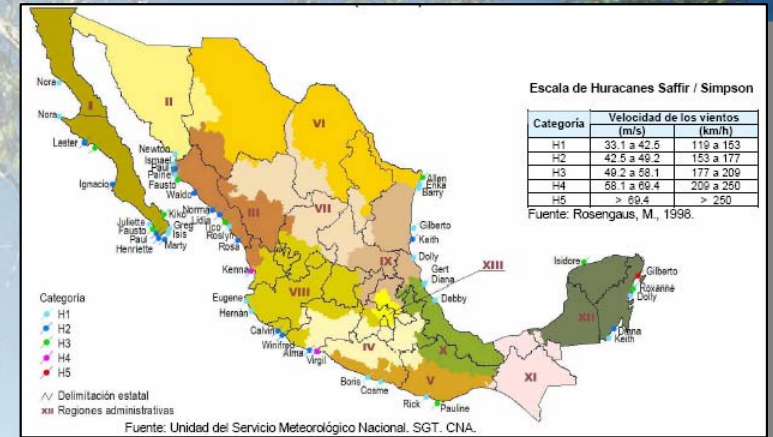 Escala de Huracanes Saffir / Simpson
Categoría
Velocidad de los vientos
(m/s) (km/h)
H1 33.1 a 42.5 119 a 153
H2 42.5 a 49.2 153 a 177
H3 49.2 a 58.1 177 a 209
H4 58.1 a 69.4 209 a 250
H5 > 69.4 > 250
Fuente: Rosengaus, M., 1998.
Nora
Nora
I
II
Lester
Ignacio
Newton
Ismael
Paul
Paine
Fausto
Waldo
VI
Allen
Erika
Barry
III
VII
Norma
Lidia
Tico
Roslyn
Rosa
Kiko
Juliette
Fausto
Paul
Henriette
Greg
Isis
Marty
Gilberto
Keith
Dolly
Kenna
IX
Gert
Diana
Debby
XIII
Isidore
Gilberto
Roxanne
Dolly
XII
Diana
Keith
Eugene
Hernán
VIII
Calvin
Winifred
Alma
Virgil
IV
X
V
XI
Boris
Cosme
Rick
Pauline
Categoría
H1
H2
H3
H4
H5
Delimitación estatal
XII Regiones administrativas
Fuente: Unidad del Servicio Meteorológico Nacional. SGT. CNA.